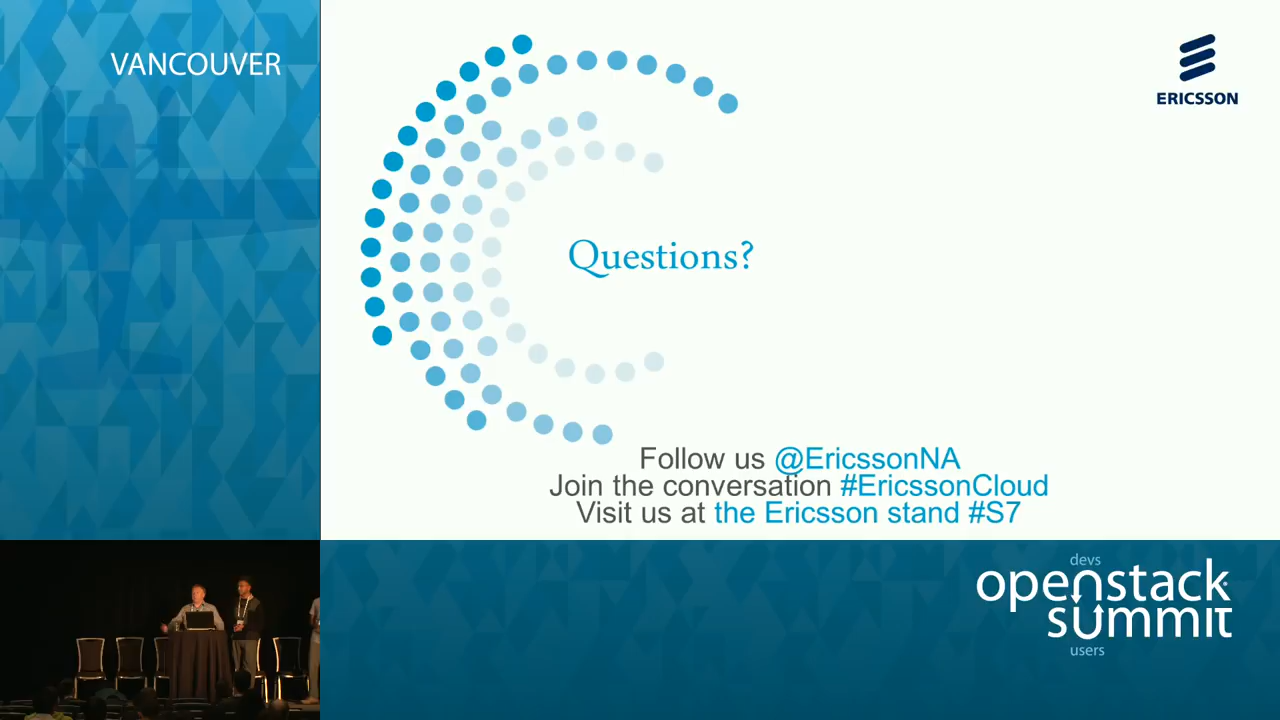 VANCOUVER
ERICSSON
Questions?
Follow us @EricssonNA
Join the conversation #EricssonCloud
Visit us at the Ericsson stand #S7
devs
openstack
summit
users